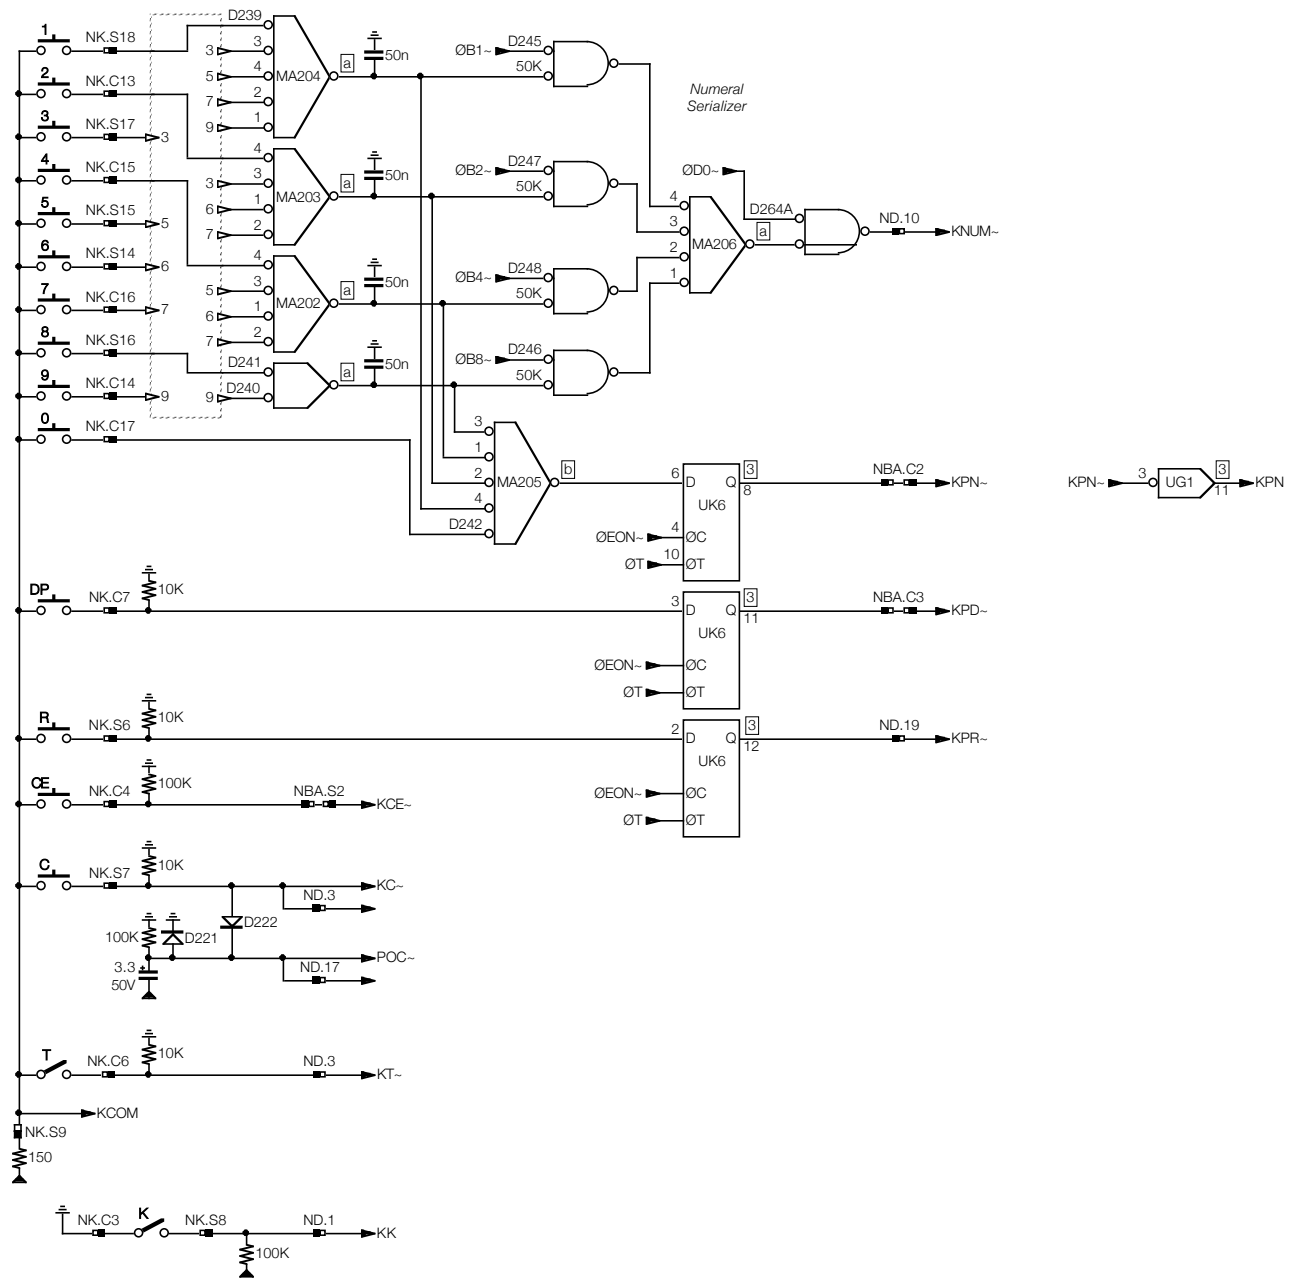 1 NK.S18 D239
3 3
5 4 MA204 a 50n
7 2
9 1
ØB1~ D245
50K
Numeral
Serializer
2 NK.C13
3 NK.S17 3
4
3 3
6 1 MA203 a 50n
7 2
ØB2~ D247
50K
4 NK.C15
5 NK.S15 5
6 NK.S14 6
4
5 3
6 1 MA202 a 50n
7 2
ØB4~ D248
50K
7 NK.C16 7
8 NK.S16 D241
a 50n
ØB8~ D246
50K
9 NK.C14 9
9 D240
ØD0~
4
3
2
1
MA206 a
D264A
ND.10 KNUM~
0 NK.C17
3
1
2
4
D242
MA205 b
6 D Q 3 8
UK6
ØEON~ 4 ØC
ØT 10 ØT
NBA.C2 KPN~
KPN~ 3 UG1 3 11 KPN
DP NK.C7 10K
3 D Q 3 11
UK6
ØEON~ ØC
ØT ØT
NBA.C3 KPD~
R NK.S6 10K
2 D Q 3 12
UK6
ØEON~ ØC
ØT ØT
ND.19 KPR~
CE NK.C4 100K NBA.S2 KCE~
C NK.S7 10K KC~
ND.3
D222
100K D221
POC~
3.3 +
50V
ND.17
T NK.C6 10K ND.3 KT~
KCOM
NK.S9
150
NK.C3 K NK.S8 ND.1 KK
100K